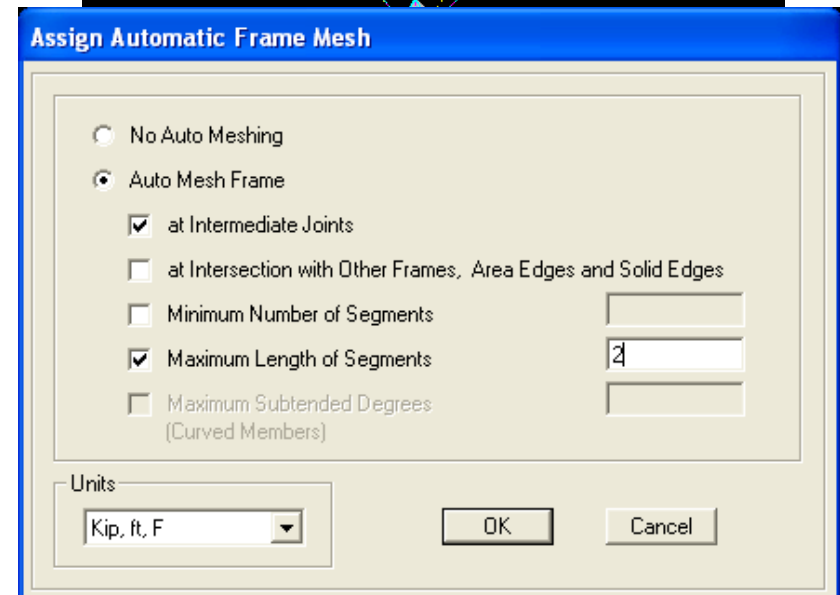 Assign Automatic Frame Mesh
No Auto Meshing
Auto Mesh Frame
at Intermediate Joints
at Intersection with Other Frames, Area Edges and Solid Edges
Minimum Number of Segments
Maximum Length of Segments 2
Maximum Subtended Degrees
(Curved Members)
Units
Kip, ft, F
OK Cancel